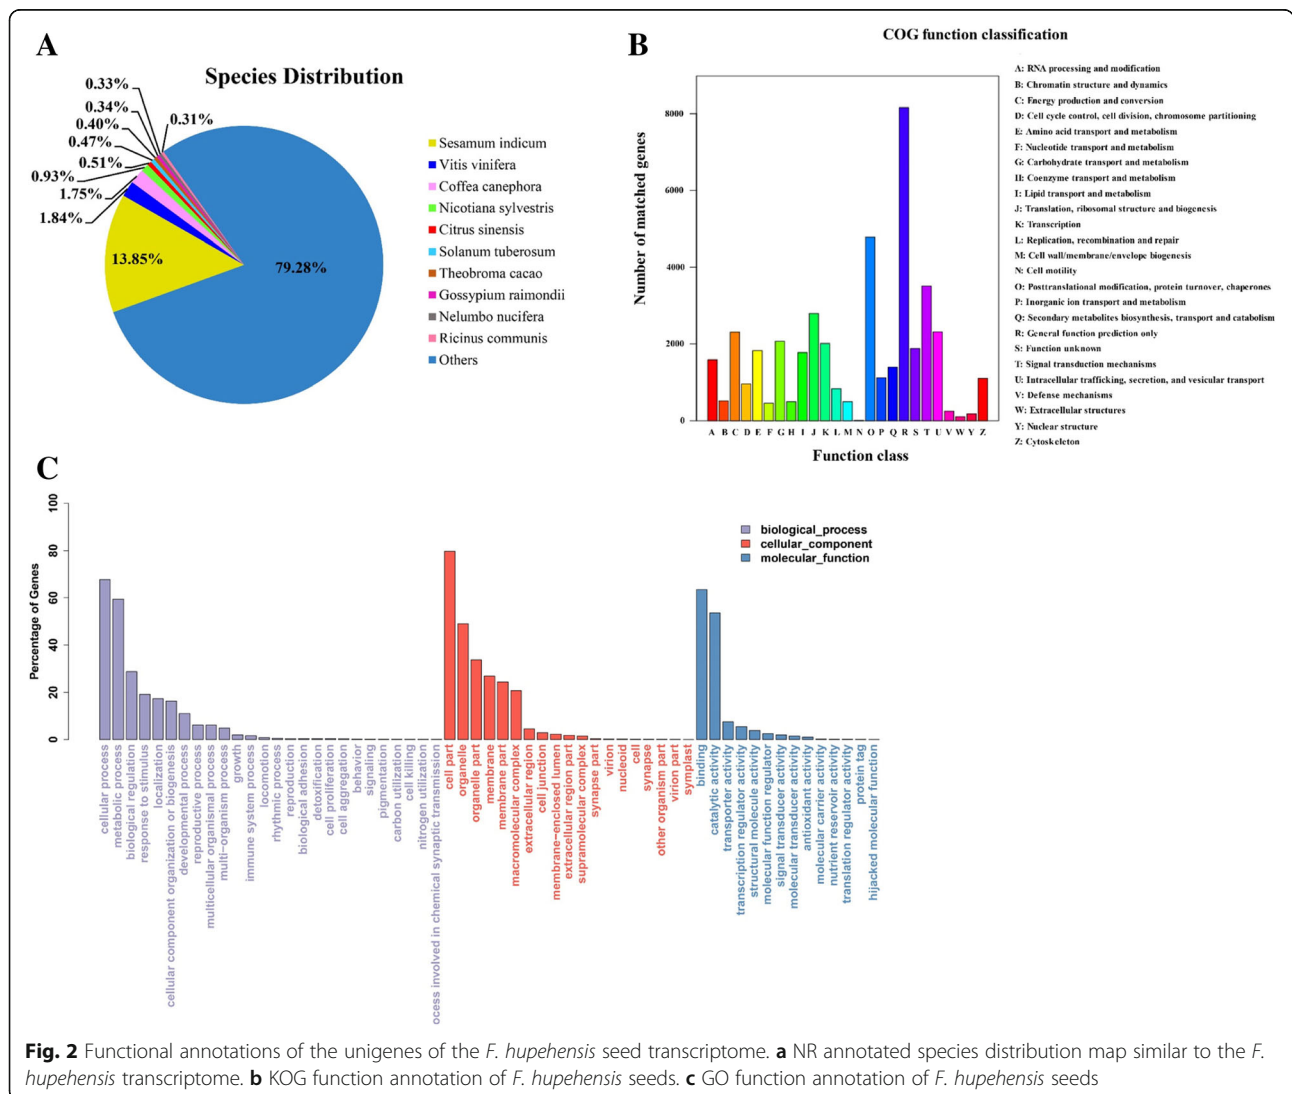 A
Species Distribution
0.33%
0.34%
0.40%
0.47%
0.51%
0.93%
1.75%
1.84%
0.31%
13.85%
79.28%
Sesamum indicum
Vitis vinifera
Coffea canephora
Nicotiana sylvestris
Citrus sinensis
Solanum tuberosum
Theobroma cacao
Gossypium raimondii
Nelumbo nucifera
Ricinus communis
Others
B
COG function classification
Number of matched genes
8000
6000
4000
2000
0
A B C D E F G H I J K L M N O P Q R S T U V W Y Z
Function class
A: RNA processing and modification
B: Chromatin structure and dynamics
C: Energy production and conversion
D: Cell cycle control, cell division, chromosome partitioning
E: Amino acid transport and metabolism
F: Nucleotide transport and metabolism
G: Carbohydrate transport and metabolism
H: Coenzyme transport and metabolism
I: Lipid transport and metabolism
J: Translation, ribosomal structure and biogenesis
K: Transcription
L: Replication, recombination and repair
M: Cell wall/membrane/envelope biogenesis
N: Cell motility
O: Posttranslational modification, protein turnover, chaperones
P: Inorganic ion transport and metabolism
Q: Secondary metabolites biosynthesis, transport and catabolism
R: General function prediction only
S: Function unknown
T: Signal transduction mechanisms
U: Intracellular trafficking, secretion, and vesicular transport
V: Defense mechanisms
W: Extracellular structures
Y: Nuclear structure
Z: Cytoskeleton
C
Percentage of Genes
100
80
60
40
20
0
biological_process
cellular_component
molecular_function
cellular process
metabolic process
biological regulation
response to stimulus
localization
cellular component organization or biogenesis
developmental process
reproductive process
multicellular organismal process
multi−organism process
growth
immune system process
locomotion
rhythmic process
reproduction
biological adhesion
detoxification
cell proliferation
cell aggregation
behavior
signaling
pigmentation
carbon utilization
cell killing
nitrogen utilization
ocess involved in chemical synaptic transmission
cell part
organelle
organelle part
membrane
membrane part
macromolecular complex
extracellular region
cell junction
membrane−enclosed lumen
extracellular region part
supramolecular complex
synapse part
virion
nucleoid
cell
synapse
other organism part
virion part
symplast
binding
catalytic activity
transporter activity
transcription regulator activity
structural molecule activity
molecular function regulator
signal transducer activity
molecular transducer activity
antioxidant activity
molecular carrier activity
nutrient reservoir activity
translation regulator activity
protein tag
hijacked molecular function
Fig. 2 Functional annotations of the unigenes of the F. hupehensis seed transcriptome. a NR annotated species distribution map similar to the F.
hupehensis transcriptome. b KOG function annotation of F. hupehensis seeds. c GO function annotation of F. hupehensis seeds